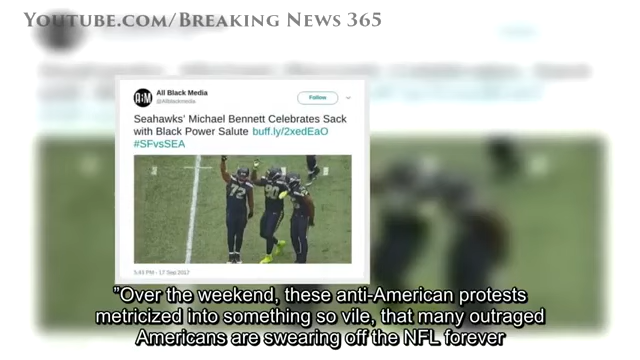 YouTube.com/Breaking News 365
All Black Media
@Allblackmedia
Follow
Seahawks' Michael Bennett Celebrates Sack
with Black Power Salute buff.ly/2xedEaO
#SFvsSEA
5:43 PM - 17 Sep 2017
"Over the weekend, these anti-American protests
metricized into something so vile, that many outraged
Americans are swearing off the NFL forever